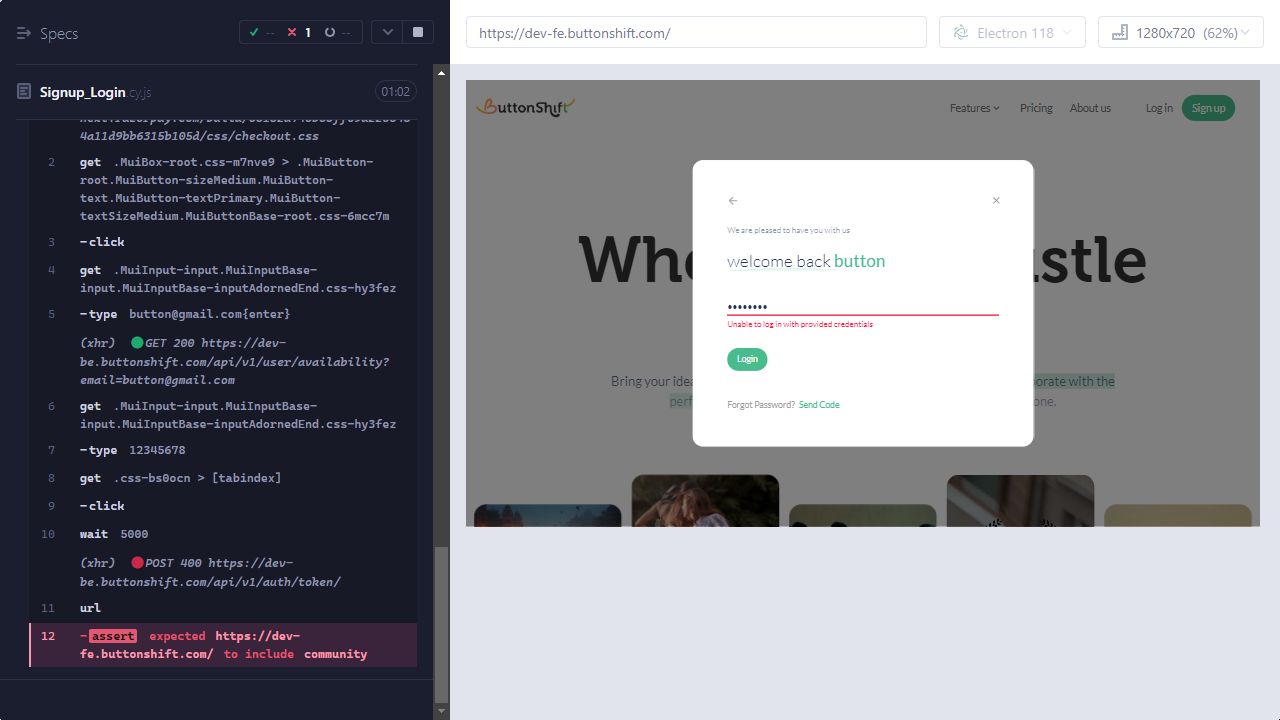 Specs
-- 1 --
Signup_Login.cy.js 01:02
4a11d9bb6315b105d/css/checkout.css
2 get .MuiBox-root.css-m7nve9 > .MuiButton-
root.MuiButton-sizeMedium.MuiButton-
text.MuiButton-textPrimary.MuiButton-
textSizeMedium.MuiButtonBase-root.css-6mcc7m
3 -click
4 get .MuiInput-input.MuiInputBase-
input.MuiInputBase-inputAdornedEnd.css-hy3fez
5 -type button@gmail.com{enter}
(xhr) GET 200 https://dev-
be.buttonshift.com/api/v1/user/availability?
email=button@gmail.com
6 get .MuiInput-input.MuiInputBase-
input.MuiInputBase-inputAdornedEnd.css-hy3fez
7 -type 12345678
8 get .css-bs0ocn > [tabindex]
9 -click
10 wait 5000
(xhr) POST 400 https://dev-
be.buttonshift.com/api/v1/auth/token/
11 url
12 -assert expected https://dev-
fe.buttonshift.com/ to include community
https://dev-fe.buttonshift.com/
Electron 118
1280x720 (62%)
ButtonShift
Features Pricing About us Log in Sign up
We are pleased to have you with us
welcome back button
••••••••
Unable to log in with provided credentials
Login
Forgot Password? Send Code
Whe
stle
Bring your idea
orate with the
perf
one.